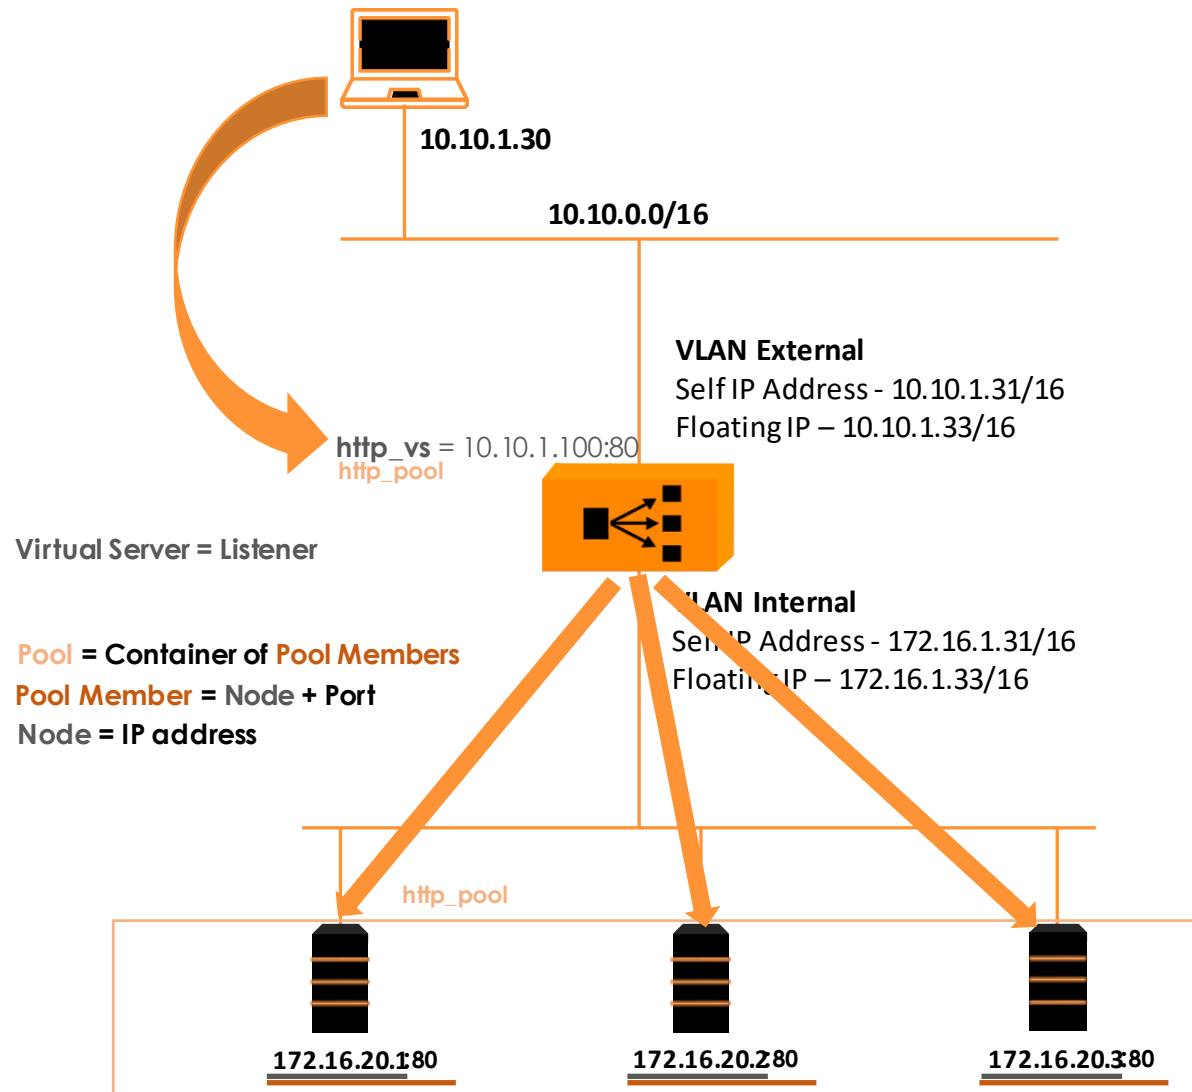 10.10.1.30
10.10.0.0/16
VLAN External
Self IP Address - 10.10.1.31/16
Floating IP – 10.10.1.33/16
http_vs = 10.10.1.100:80
http_pool
Virtual Server = Listener
VLAN Internal
Self IP Address - 172.16.1.31/16
Floating IP – 172.16.1.33/16
Pool = Container of Pool Members
Pool Member = Node + Port
Node = IP address
http_pool
172.16.20.1:80
172.16.20.2:80
172.16.20.3:80